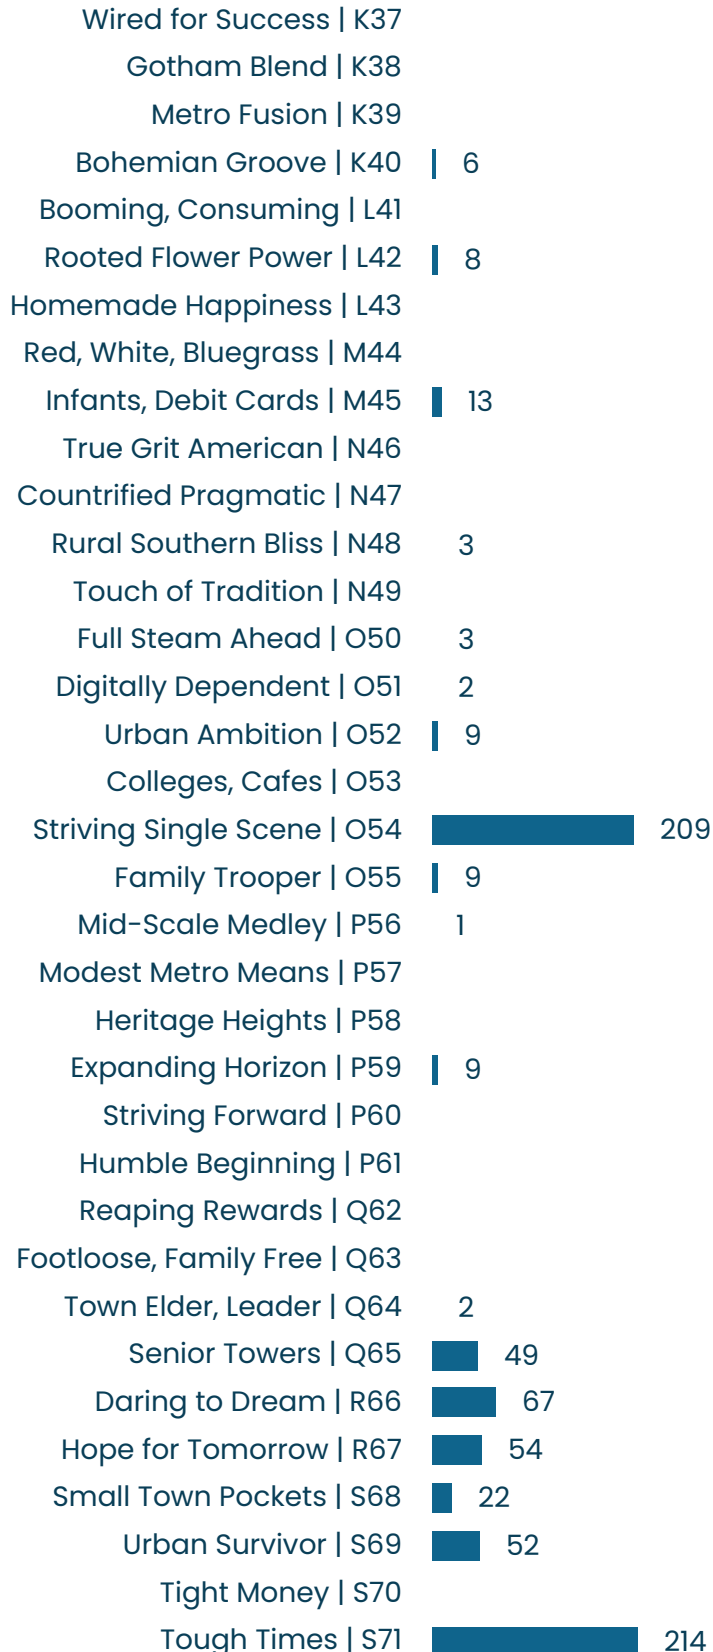 Wired for Success | K37
Gotham Blend | K38
Metro Fusion | K39
Bohemian Groove | K40 6
Booming, Consuming | L41
Rooted Flower Power | L42 8
Homemade Happiness | L43
Red, White, Bluegrass | M44
Infants, Debit Cards | M45 13
True Grit American | N46
Countrified Pragmatic | N47
Rural Southern Bliss | N48 3
Touch of Tradition | N49
Full Steam Ahead | O50 3
Digitally Dependent | O51 2
Urban Ambition | O52 9
Colleges, Cafes | O53
Striving Single Scene | O54 209
Family Trooper | O55 9
Mid-Scale Medley | P56 1
Modest Metro Means | P57
Heritage Heights | P58
Expanding Horizon | P59 9
Striving Forward | P60
Humble Beginning | P61
Reaping Rewards | Q62
Footloose, Family Free | Q63
Town Elder, Leader | Q64 2
Senior Towers | Q65 49
Daring to Dream | R66 67
Hope for Tomorrow | R67 54
Small Town Pockets | S68 22
Urban Survivor | S69 52
Tight Money | S70
Tough Times | S71 214